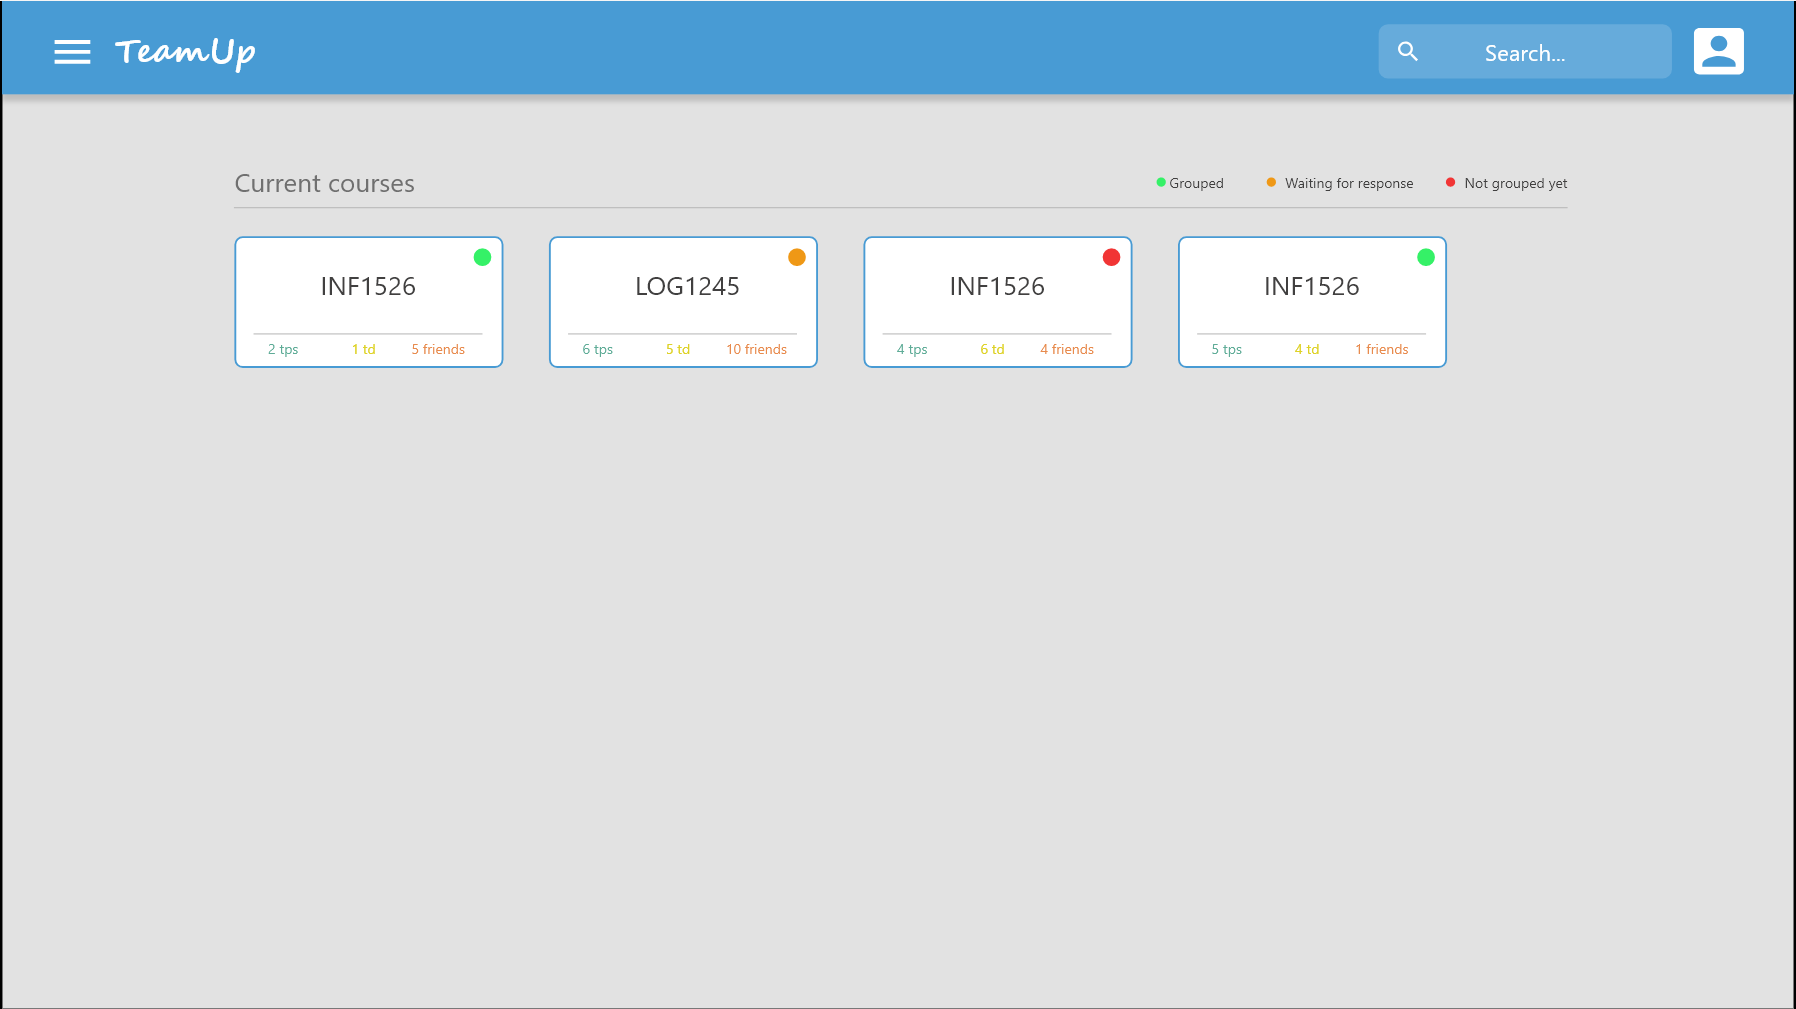 TeamUp
Search...
Current courses
Grouped
Waiting for response
Not grouped yet
INF1526
2 tps 1 td 5 friends
LOG1245
6 tps 5 td 10 friends
INF1526
4 tps 6 td 4 friends
INF1526
5 tps 4 td 1 friends